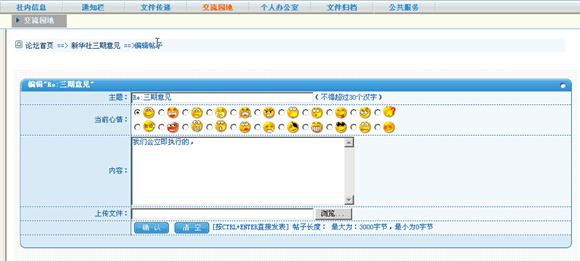 社内信息 通知栏 文件传递 交流园地 个人办公室 文件归档 公共服务
交流园地
论坛首页 ==> 新华社三期意见 ==>编辑帖子
编辑"Re:三期意见"
主题： Re:三期意见 （不得超过30个汉字）
当前心情：
我们会立即执行的，
内容：
上传文件： 浏览...
确 认 清 空 [按CTRL+ENTER直接发表] 帖子长度： 最大为：3000字节，最小为0字节